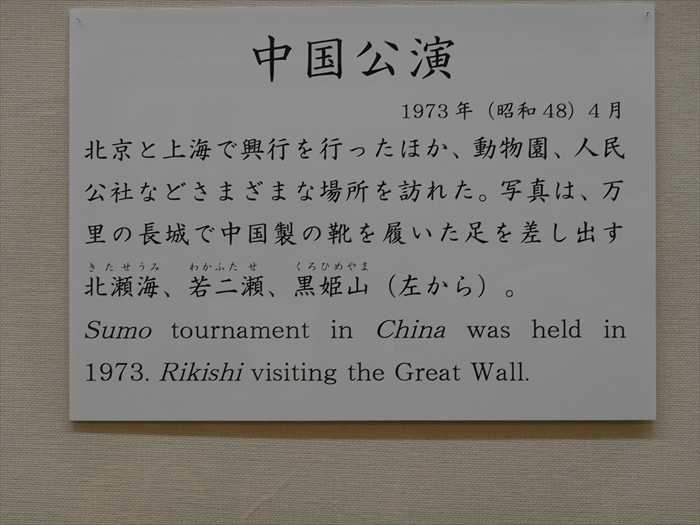 中国公演
1973年（昭和48）4月
北京と上海で興行を行ったほか、動物園、人民
公社などさまざまな場所を訪れた。写真は、万
里の長城で中国製の靴を履いた足を差し出す
きたせうみ わかふたせ くろひめやま
北瀬海、若二瀬、黒姫山（左から）。
Sumo tournament in China was held in
1973. Rikishi visiting the Great Wall.